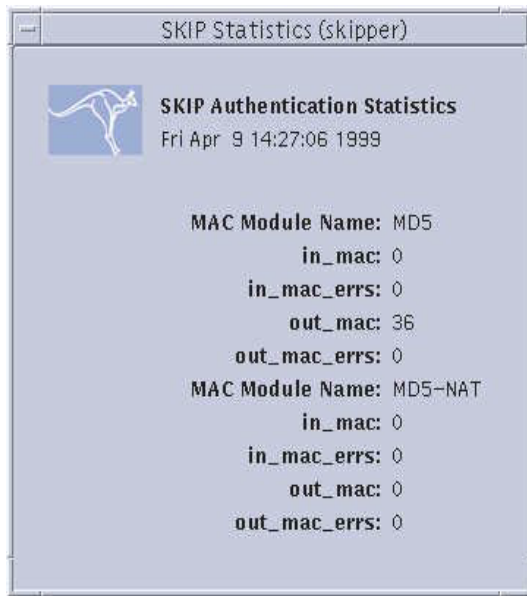 SKIP Statistics (skipper)
SKIP Authentication Statistics
Fri Apr 9 14:27:06 1999
MAC Module Name: MD5
in_mac: 0
in_mac_errs: 0
out_mac: 36
out_mac_errs: 0
MAC Module Name: MD5-NAT
in_mac: 0
in_mac_errs: 0
out_mac: 0
out_mac_errs: 0